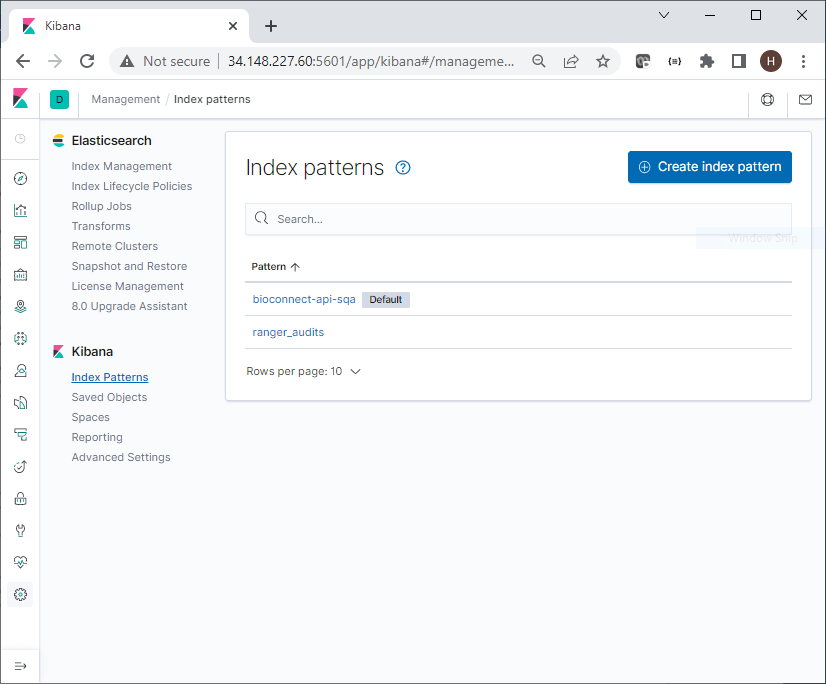 Kibana
Not secure
34.148.227.60:5601/app/kibana#/manageme...
H
D
Management / Index patterns
Elasticsearch
Index Management
Index Lifecycle Policies
Rollup Jobs
Transforms
Remote Clusters
Snapshot and Restore
License Management
8.0 Upgrade Assistant
Kibana
Index Patterns
Saved Objects
Spaces
Reporting
Advanced Settings
Index patterns
Create index pattern
Search...
Window Snip
Pattern
bioconnect-api-sqa Default
ranger_audits
Rows per page: 10